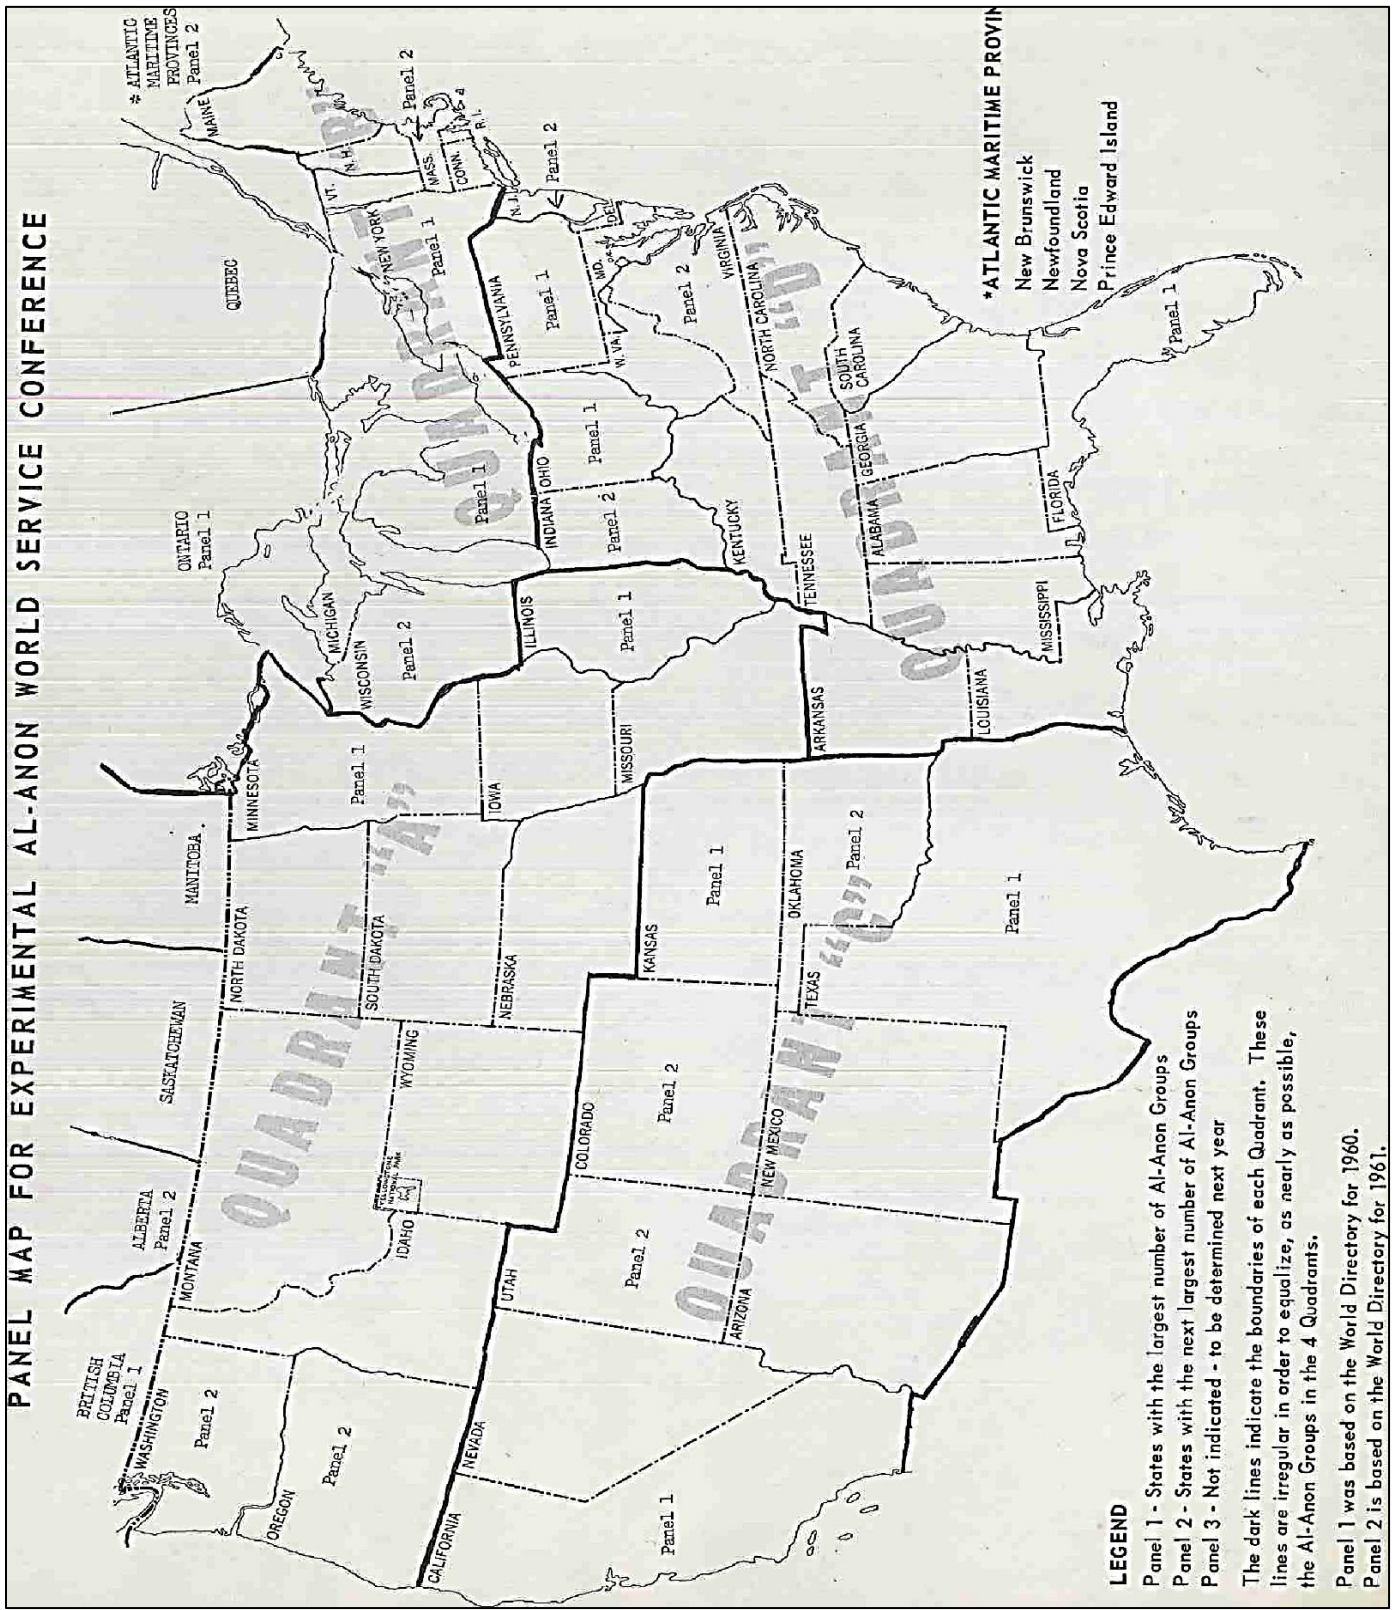 PANEL MAP FOR EXPERIMENTAL AL-ANON WORLD SERVICE CONFERENCE
BRITISH
COLUMBIA
Panel 1
ALBERTA
Panel 2
SASKATCHEWAN
MANITOBA
ONTARIO
Panel 1
QUEBEC
* ATLANTIC
MARITIME
PROVINCES
Panel 2
WASHINGTON
Panel 2
OREGON
Panel 2
MONTANA
IDAHO
YELLOWSTONE
NATIONAL PARK
WYOMING
NORTH DAKOTA
SOUTH DAKOTA
NEBRASKA
QUADRANT "A"
MINNESOTA
Panel 1
IOWA
MISSOURI
ILLINOIS
Panel 1
WISCONSIN
Panel 2
MICHIGAN
Panel 1
QUADRANT "B"
MAINE
N.H.
VT.
MASS.
Panel 2
CONN.
R.I.
NEW YORK
Panel 1
N.J.
Panel 2
PENNSYLVANIA
Panel 1
DEL.
MD.
W. VA.
VIRGINIA
Panel 2
OHIO
Panel 1
INDIANA
Panel 2
KENTUCKY
TENNESSEE
NORTH CAROLINA
SOUTH
CAROLINA
GEORGIA
ALABAMA
MISSISSIPPI
FLORIDA
Panel 1
ARKANSAS
LOUISIANA
QUADRANT "D"
CALIFORNIA
Panel 1
NEVADA
UTAH
Panel 2
ARIZONA
COLORADO
Panel 2
NEW MEXICO
KANSAS
Panel 1
OKLAHOMA
Panel 2
TEXAS
Panel 1
QUADRANT "C"
*ATLANTIC MARITIME PROVIN
New Brunswick
Newfoundland
Nova Scotia
Prince Edward Island
LEGEND
Panel 1 - States with the largest number of Al-Anon Groups
Panel 2 - States with the next largest number of Al-Anon Groups
Panel 3 - Not indicated - to be determined next year
The dark lines indicate the boundaries of each Quadrant. These
lines are irregular in order to equalize, as nearly as possible,
the Al-Anon Groups in the 4 Quadrants.
Panel 1 was based on the World Directory for 1960.
Panel 2 is based on the World Directory for 1961.